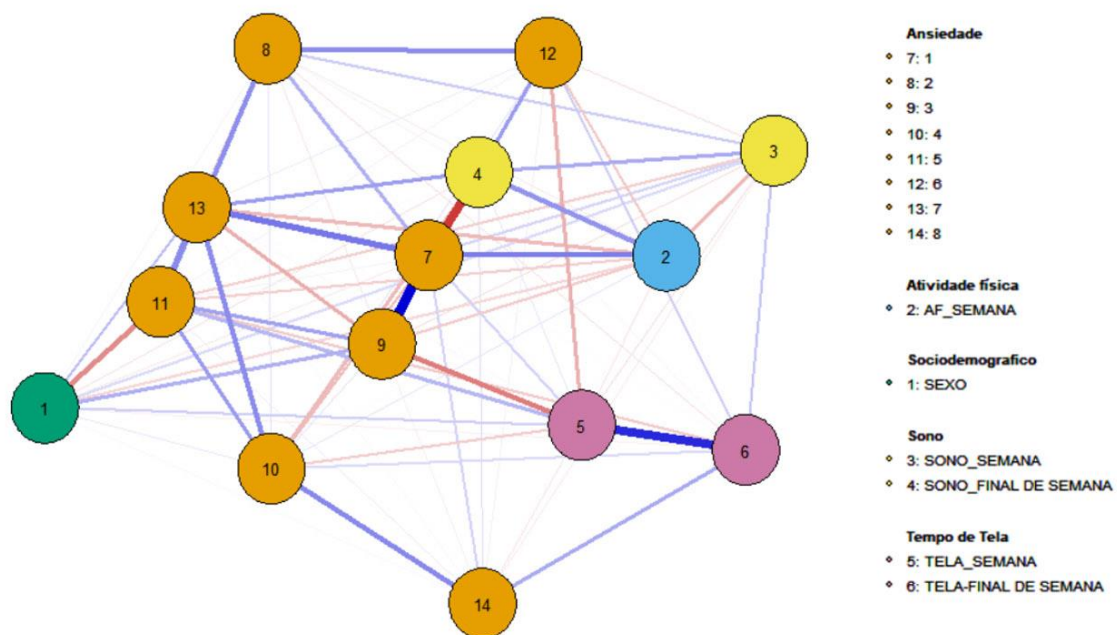 8
12
3
4
13
7
2
11
9
1
5
6
10
14
Ansiedade
7: 1
8: 2
9: 3
10: 4
11: 5
12: 6
13: 7
14: 8
Atividade física
2: AF_SEMANA
Sociodemografico
1: SEXO
Sono
3: SONO_SEMANA
4: SONO_FINAL DE SEMANA
Tempo de Tela
5: TELA_SEMANA
6: TELA-FINAL DE SEMANA